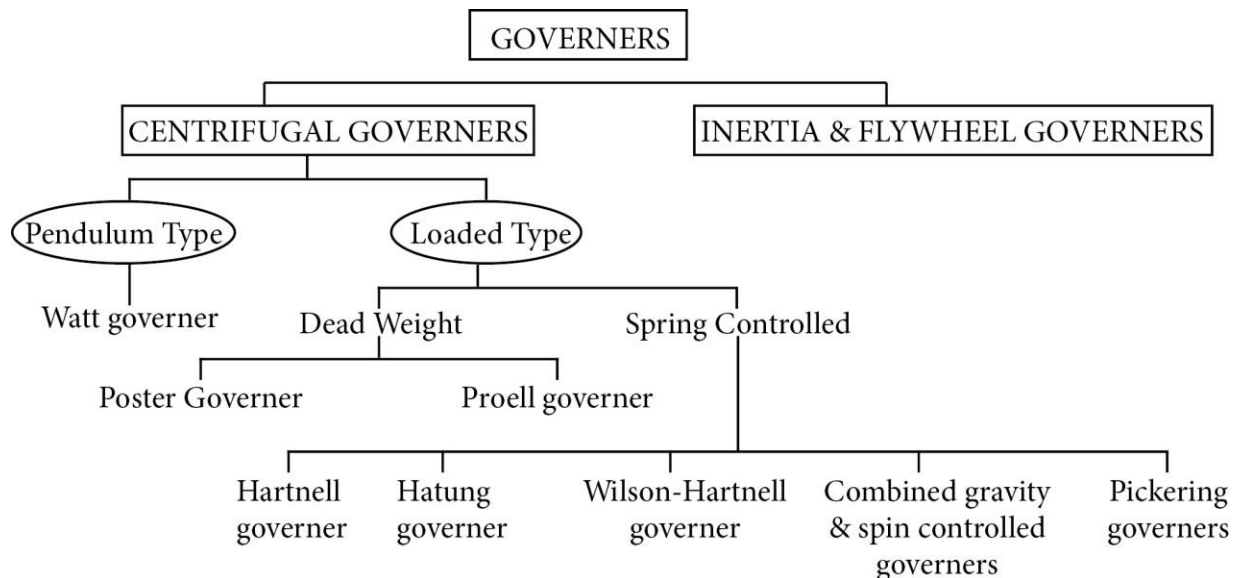 GOVERNERS
CENTRIFUGAL GOVERNERS
INERTIA & FLYWHEEL GOVERNERS
Pendulum Type
Loaded Type
Watt governer
Dead Weight
Spring Controlled
Poster Governer
Proell governer
Hartnell
governer
Hatung
governer
Wilson-Hartnell
governer
Combined gravity
& spin controlled
governers
Pickering
governers